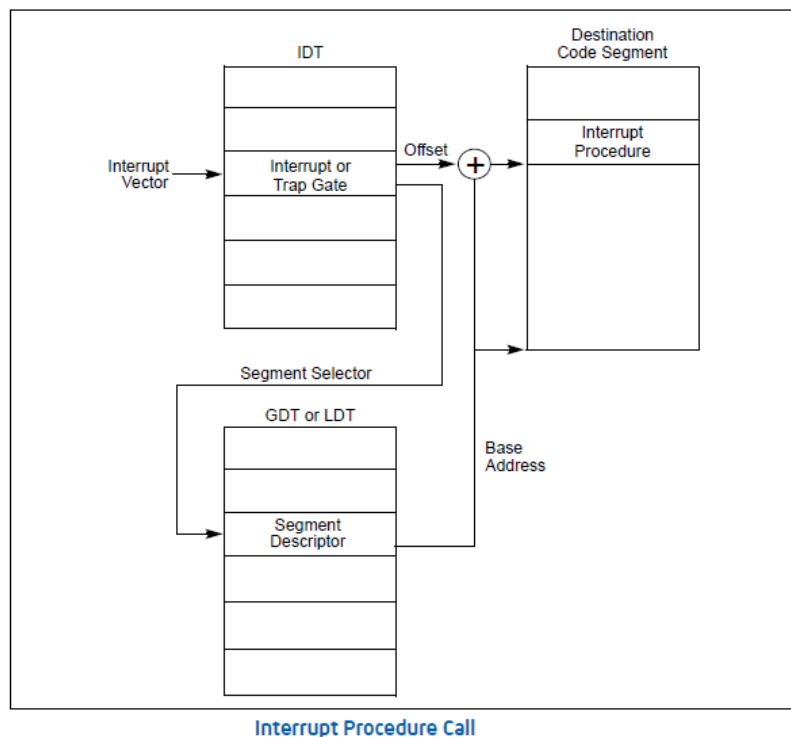 IDT
Destination
Code Segment
Interrupt
Vector
Interrupt or
Trap Gate
Offset
+
Interrupt
Procedure
Segment Selector
GDT or LDT
Base
Address
Segment
Descriptor
Interrupt Procedure Call